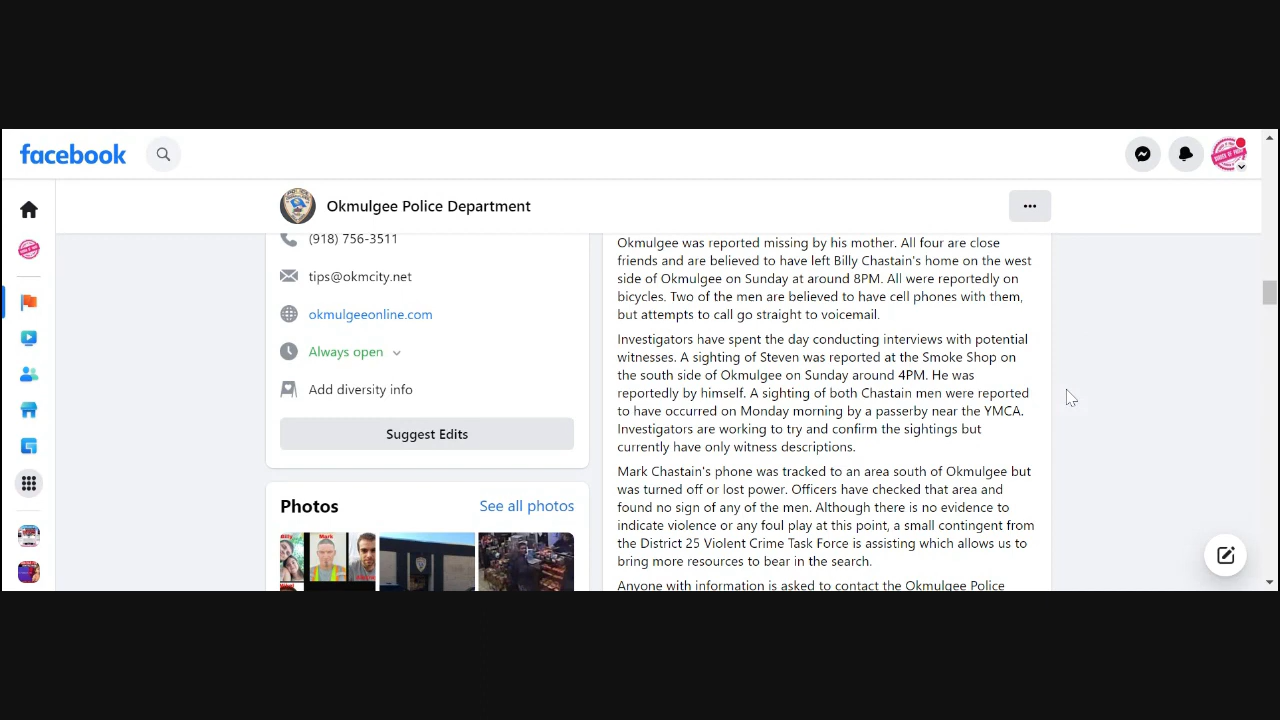 facebook
Okmulgee Police Department
...
(918) 756-3511
tips@okmcity.net
okmulgeeonline.com
Always open
Add diversity info
Suggest Edits
Photos
See all photos
Billy
Mark
Okmulgee was reported missing by his mother. All four are close
friends and are believed to have left Billy Chastain's home on the west
side of Okmulgee on Sunday at around 8PM. All were reportedly on
bicycles. Two of the men are believed to have cell phones with them,
but attempts to call go straight to voicemail.
Investigators have spent the day conducting interviews with potential
witnesses. A sighting of Steven was reported at the Smoke Shop on
the south side of Okmulgee on Sunday around 4PM. He was
reportedly by himself. A sighting of both Chastain men were reported
to have occurred on Monday morning by a passerby near the YMCA.
Investigators are working to try and confirm the sightings but
currently have only witness descriptions.
Mark Chastain's phone was tracked to an area south of Okmulgee but
was turned off or lost power. Officers have checked that area and
found no sign of any of the men. Although there is no evidence to
indicate violence or any foul play at this point, a small contingent from
the District 25 Violent Crime Task Force is assisting which allows us to
bring more resources to bear in the search.
Anyone with information is asked to contact the Okmulgee Police